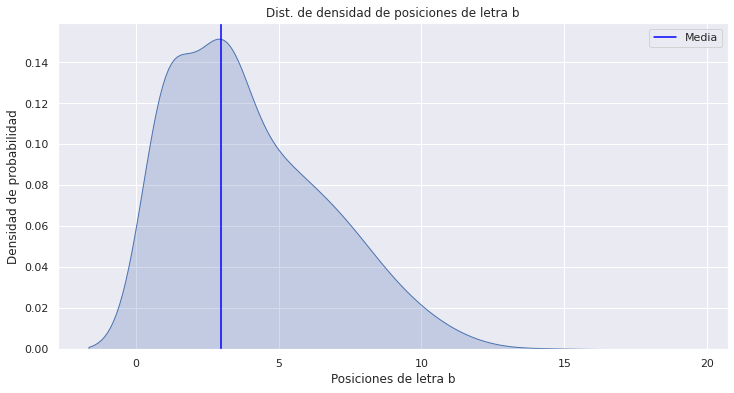 Dist. de densidad de posiciones de letra b
Media
0.14
0.12
0.10
0.08
0.06
0.04
0.02
0.00
Densidad de probabilidad
0 5 10 15 20
Posiciones de letra b